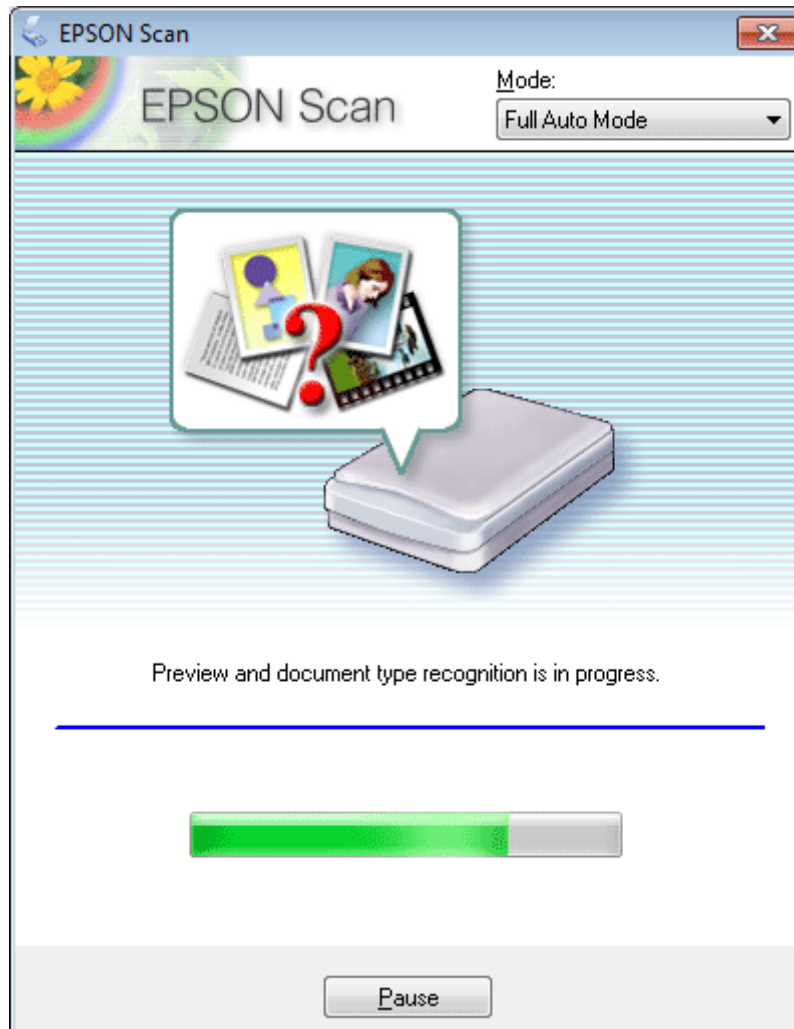 EPSON Scan
EPSON Scan
Mode:
Full Auto Mode
Preview and document type recognition is in progress.
Pause